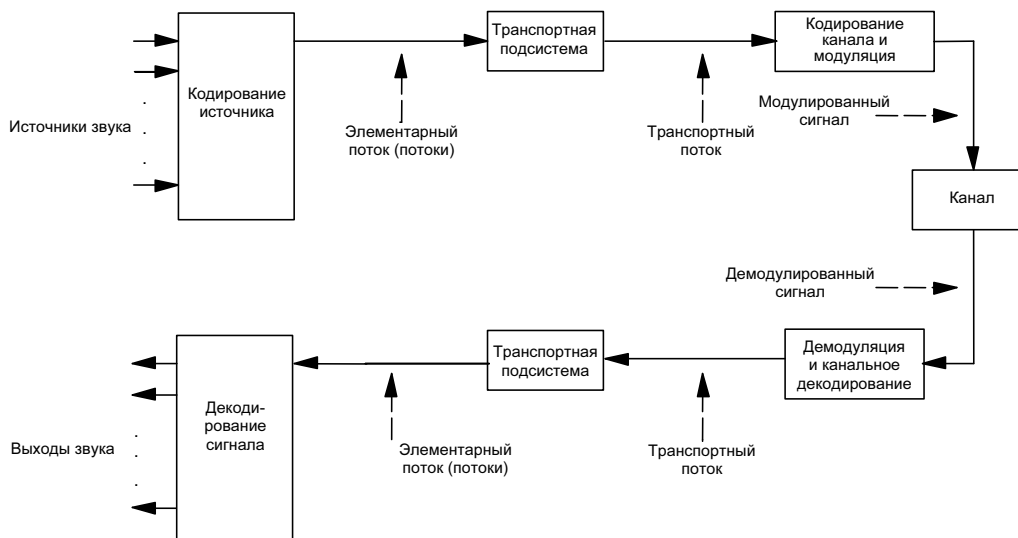 Источники звука
Кодирование
источника
Элементарный
поток (потоки)
Транспортная
подсистема
Транспортный
поток
Кодирование
канала и
модуляция
Модулированный
сигнал
Канал
Демодулированный
сигнал
Демодуляция
и канальное
декодирование
Транспортный
поток
Транспортная
подсистема
Элементарный
поток (потоки)
Декоди-
рование
сигнала
Выходы звука